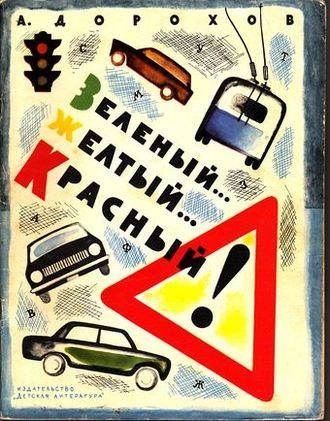 А. ДОРОХОВ
С
У
Т
М
ЗЕЛЕНЫЙ...
ЖЕЛТЫЙ...
КРАСНЫЙ!
А
Ф
В
Ж
ИЗДАТЕЛЬСТВО
"ДЕТСКАЯ ЛИТЕРАТУРА"